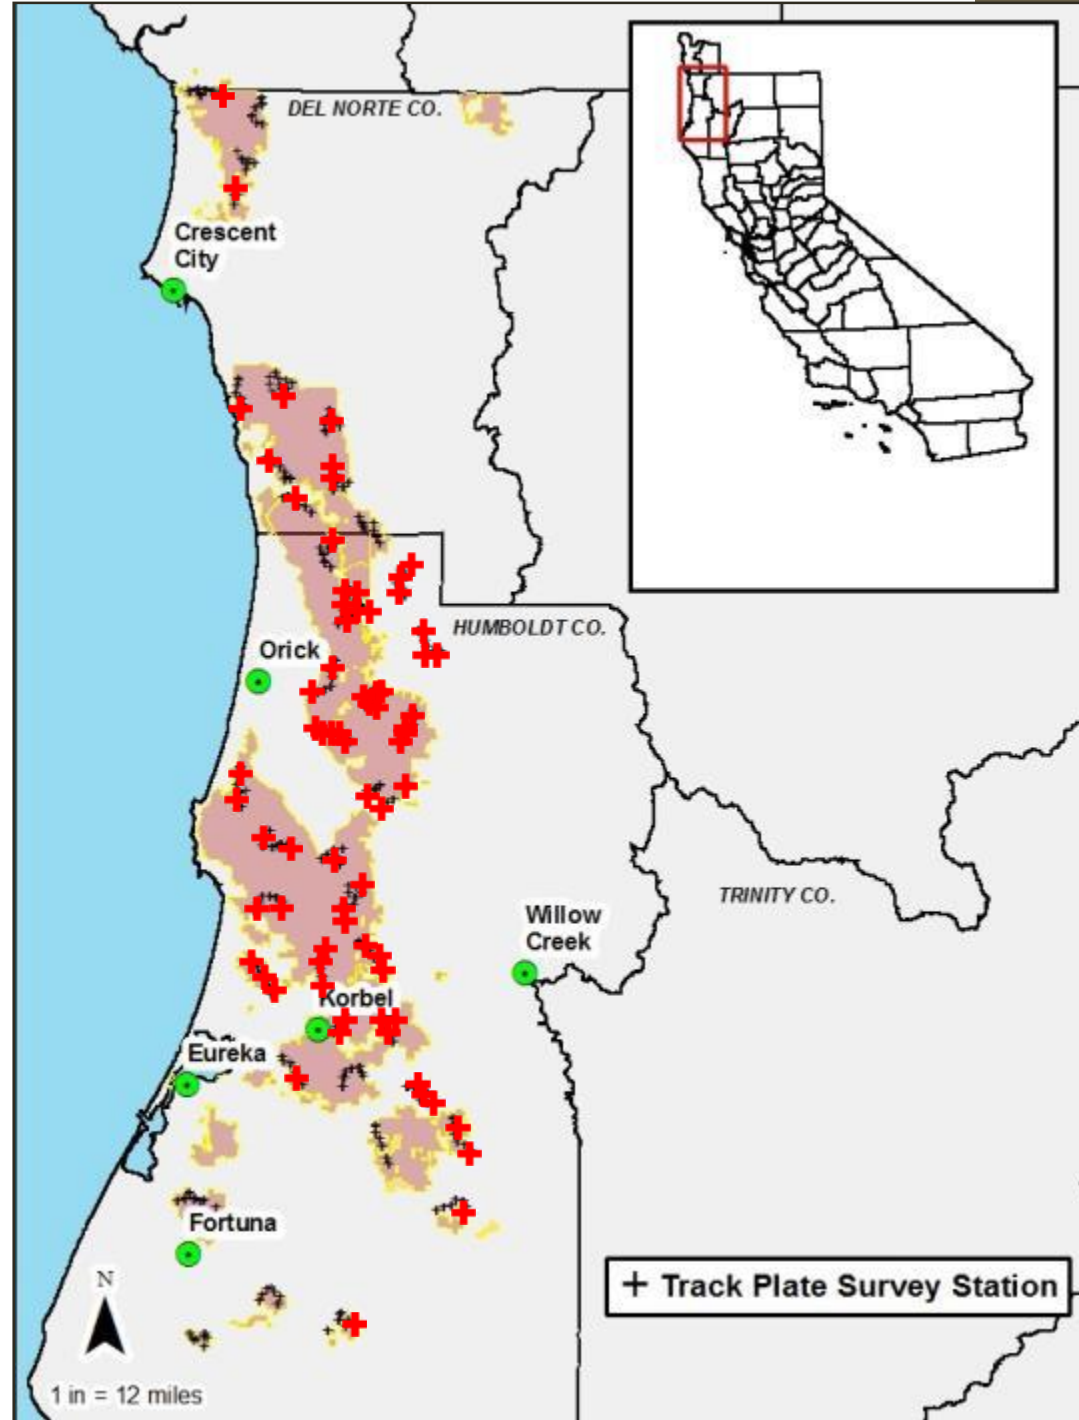 DEL NORTE CO.
Crescent
City
HUMBOLDT CO.
Orick
TRINITY CO.
Willow
Creek
Korbel
Eureka
Fortuna
+ Track Plate Survey Station
N
1 in = 12 miles